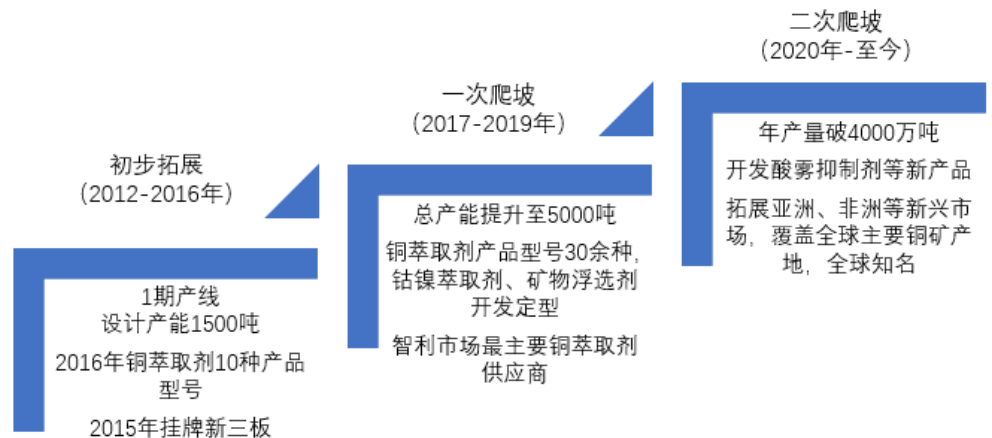 初步拓展
（2012-2016年）
1期产线
设计产能1500吨
2016年铜萃取剂10种产品
型号
2015年挂牌新三板
一次爬坡
（2017-2019年）
总产能提升至5000吨
铜萃取剂产品型号30余种，
钴镍萃取剂、矿物浮选剂
开发定型
智利市场最主要铜萃取剂
供应商
二次爬坡
（2020年-至今）
年产量破4000万吨
开发酸雾抑制剂等新产品
拓展亚洲、非洲等新兴市
场，覆盖全球主要铜矿产
地，全球知名